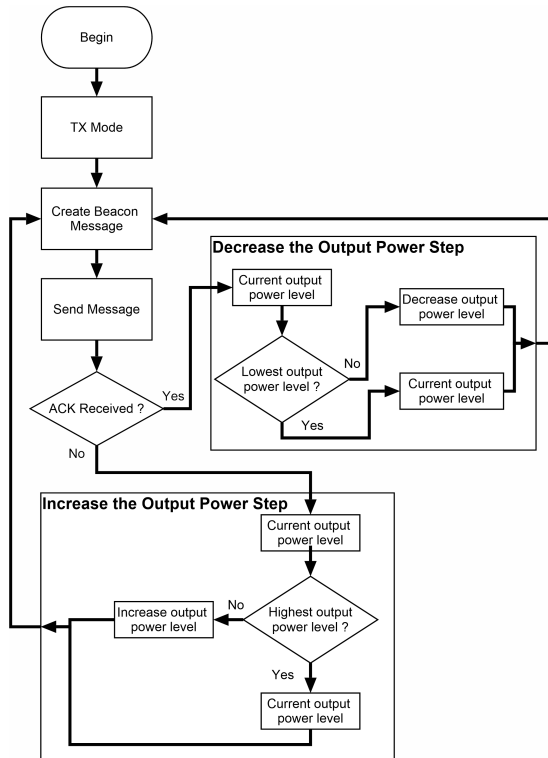 Begin
TX Mode
Create Beacon
Message
Send Message
ACK Received ?
Yes
No
Decrease the Output Power Step
Current output
power level
Lowest output
power level ?
No
Yes
Decrease output
power level
Current output
power level
Increase the Output Power Step
Current output
power level
Highest output
power level ?
No
Increase output
power level
Yes
Current output
power level